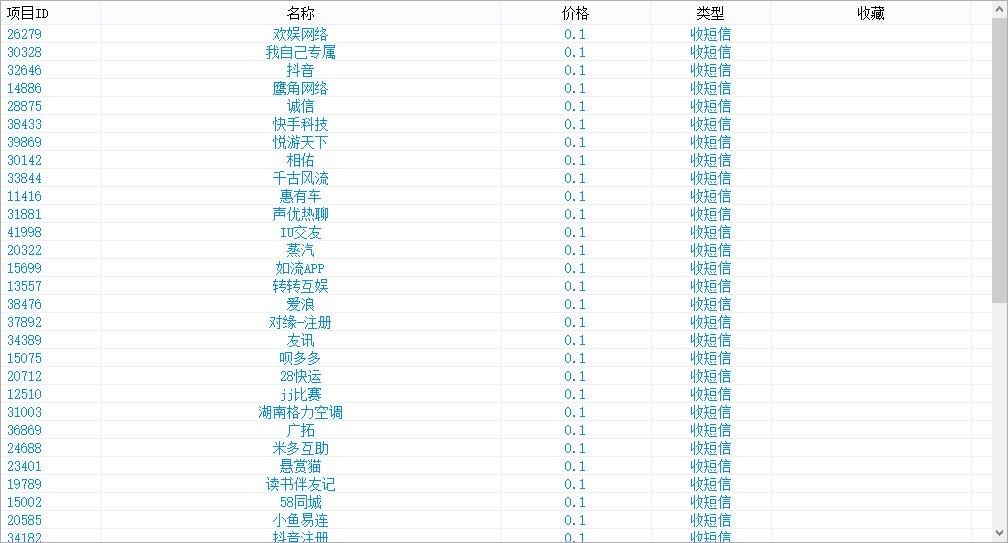 项目ID 名称 价格 类型 收藏
26279 欢娱网络 0.1 收短信
30328 我自己专属 0.1 收短信
32646 抖音 0.1 收短信
14886 鹰角网络 0.1 收短信
28875 诚信 0.1 收短信
38433 快手科技 0.1 收短信
39869 悦游天下 0.1 收短信
30142 相佑 0.1 收短信
33844 千古风流 0.1 收短信
11416 惠有车 0.1 收短信
31881 声优热聊 0.1 收短信
41998 IU交友 0.1 收短信
20322 蒸汽 0.1 收短信
15699 如流APP 0.1 收短信
13557 转转互娱 0.1 收短信
38476 爱浪 0.1 收短信
37892 对缘-注册 0.1 收短信
34389 友讯 0.1 收短信
15075 呗多多 0.1 收短信
20712 28快运 0.1 收短信
12510 jj比赛 0.1 收短信
31003 湖南格力空调 0.1 收短信
36869 广拓 0.1 收短信
24688 米多互助 0.1 收短信
23401 悬赏猫 0.1 收短信
19789 读书伴友记 0.1 收短信
15002 58同城 0.1 收短信
20585 小鱼易连 0.1 收短信
34182 抖音注册 0.1 收短信